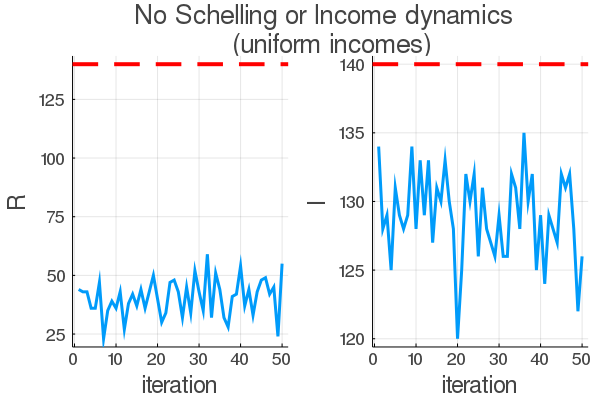 No Schelling or Income dynamics
(uniform incomes)
R
125
100
75
50
25
0 10 20 30 40 50
iteration
I
140
135
130
125
120
0 10 20 30 40 50
iteration